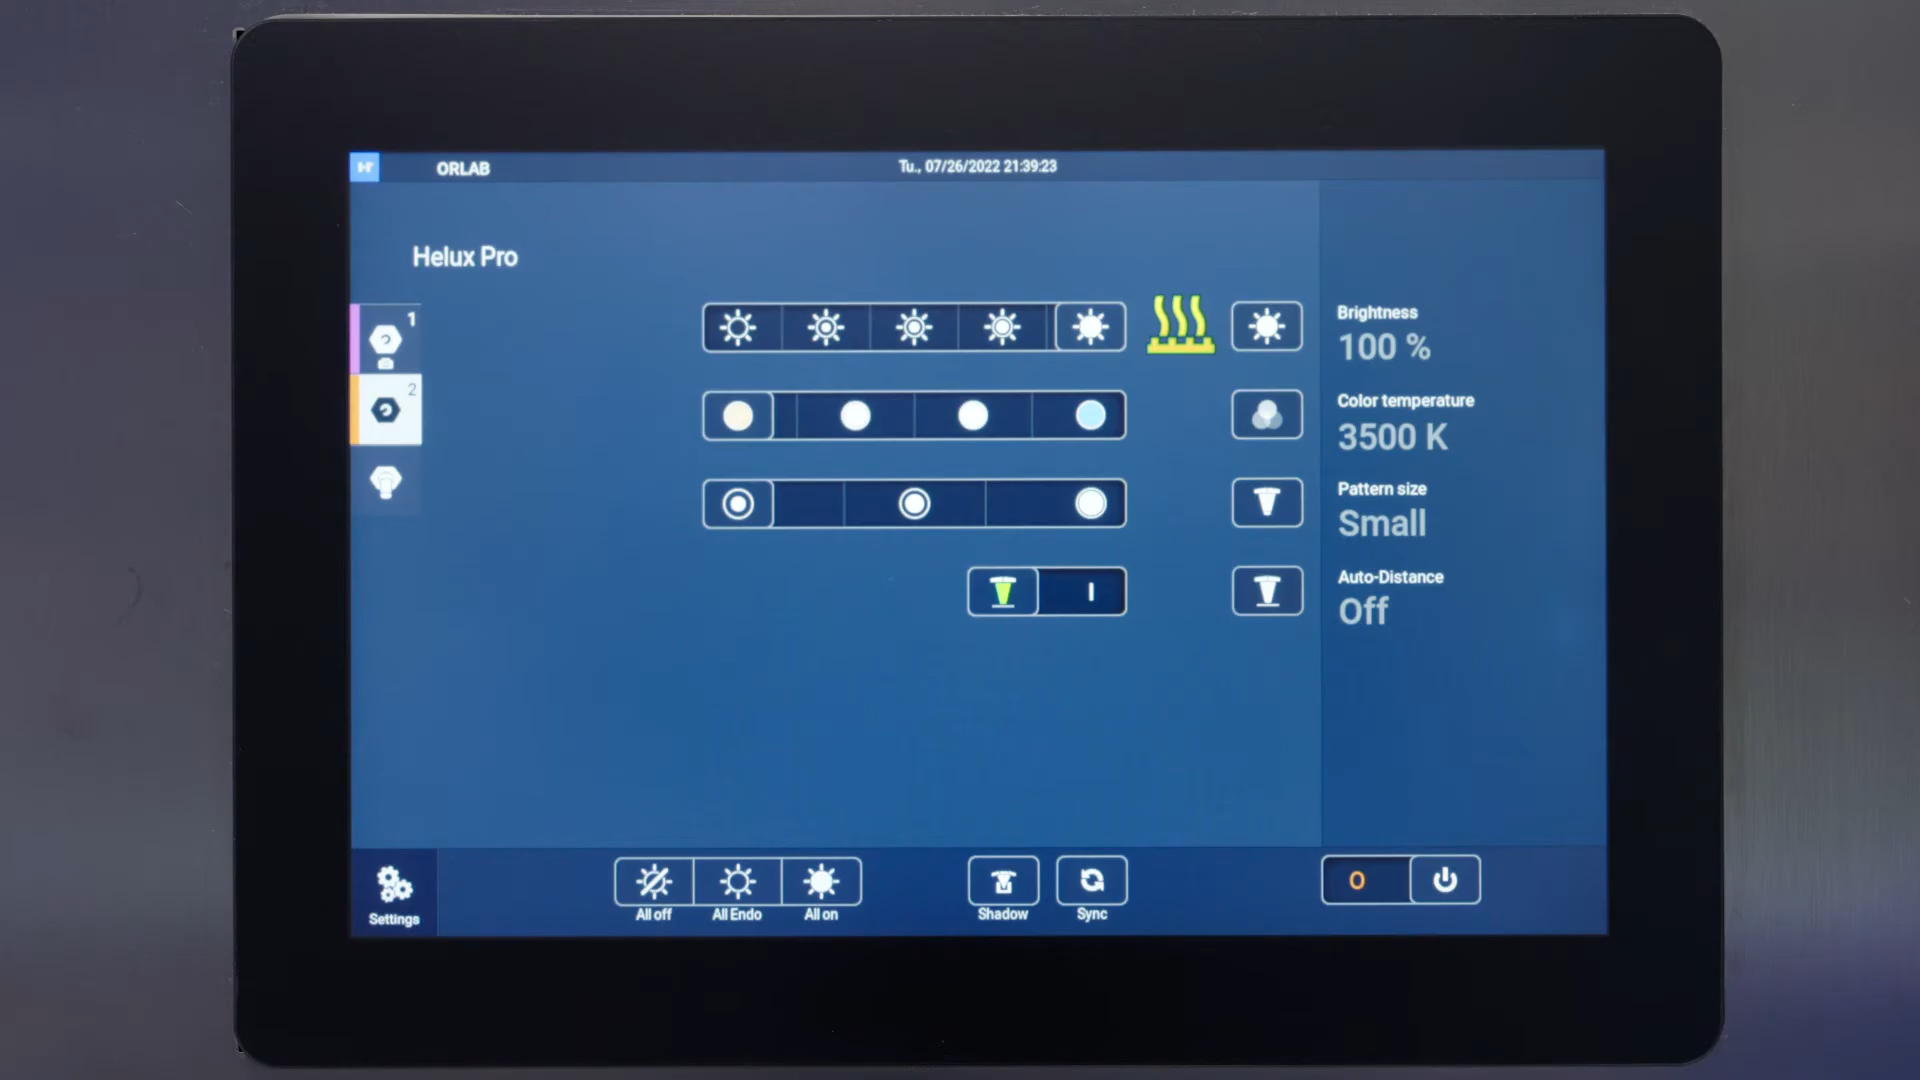 ORLAB
Tu., 07/26/2022 21:39:23
Helux Pro
1
2
Brightness
100 %
Color temperature
3500 K
Pattern size
Small
I
Auto-Distance
Off
Settings
All off
All Endo
All on
Shadow
Sync
O